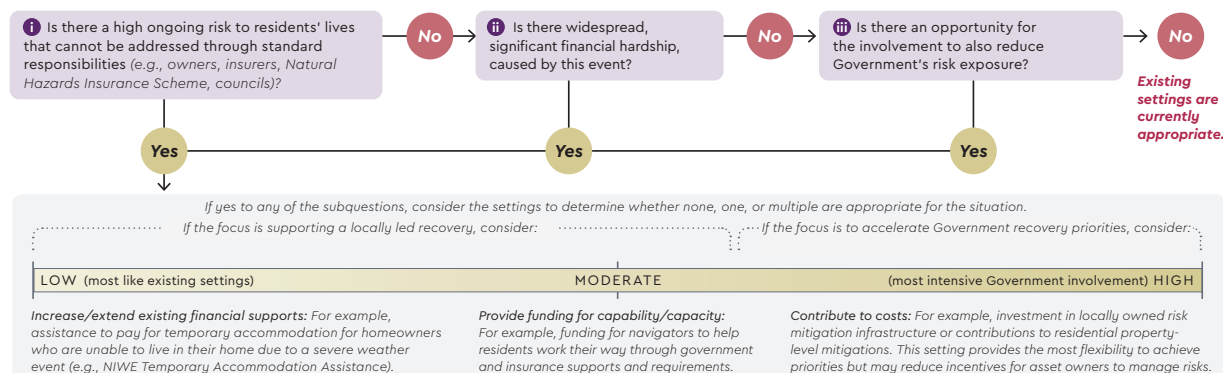 i Is there a high ongoing risk to residents' lives
that cannot be addressed through standard
responsibilities (e.g., owners, insurers, Natural
Hazards Insurance Scheme, councils)?
No
ii Is there widespread,
significant financial hardship,
caused by this event?
No
iii Is there an opportunity for
the involvement to also reduce
Government's risk exposure?
No
Existing
settings are
currently
appropriate.
Yes
Yes
Yes
If yes to any of the subquestions, consider the settings to determine whether none, one, or multiple are appropriate for the situation.
If the focus is supporting a locally led recovery, consider:
If the focus is to accelerate Government recovery priorities, consider:
LOW (most like existing settings)
MODERATE
(most intensive Government involvement) HIGH
Increase/extend existing financial supports: For example,
assistance to pay for temporary accommodation for homeowners
who are unable to live in their home due to a severe weather
event (e.g., NIWE Temporary Accommodation Assistance).
Provide funding for capability/capacity:
For example, funding for navigators to help
residents work their way through government
and insurance supports and requirements.
Contribute to costs: For example, investment in locally owned risk
mitigation infrastructure or contributions to residential property-
level mitigations. This setting provides the most flexibility to achieve
priorities but may reduce incentives for asset owners to manage risks.